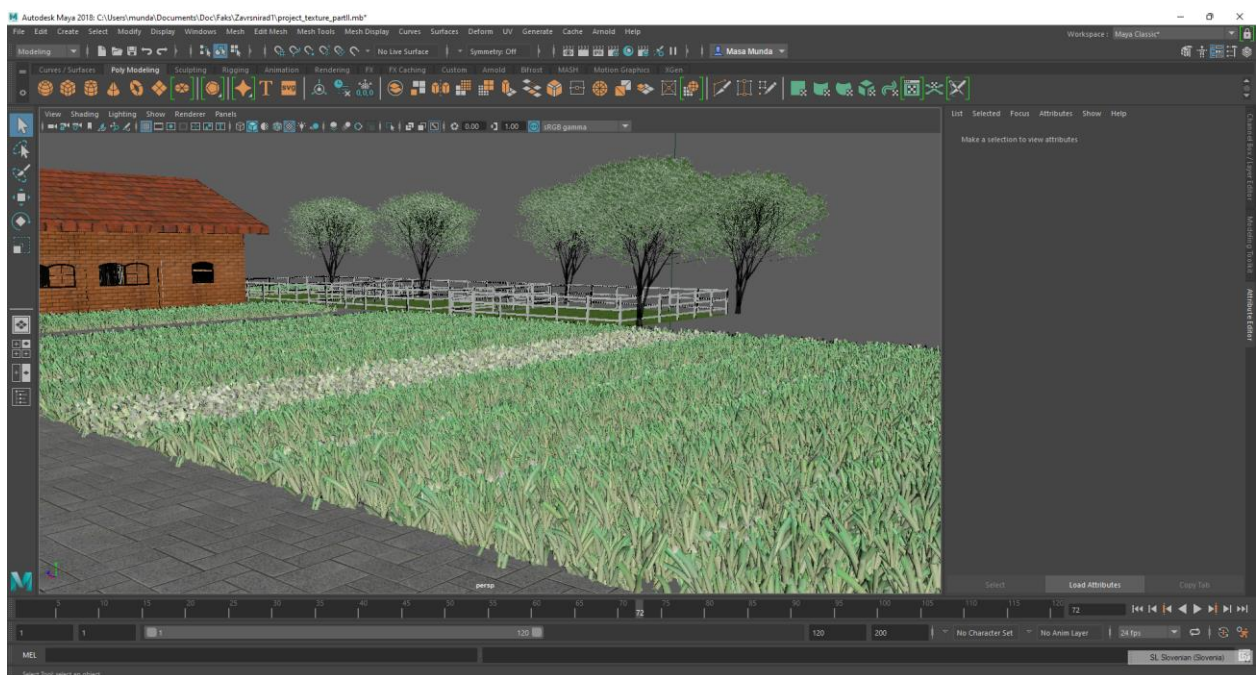 Autodesk Maya 2018: C:\Users\munda\Documents\Doc\Faks\Zavrsnirad1\project_texture_partII.mb*
File Edit Create Select Modify Display Windows Mesh Edit Mesh Mesh Tools Mesh Display Curves Surfaces Deform UV Generate Cache Arnold Help
Workspace : Maya Classic*
Modeling No Live Surface Symmetry: Off Masa Munda
Curves / Surfaces Poly Modeling Sculpting Rigging Animation Rendering FX FX Caching Custom Arnold Bifrost MASH Motion Graphics XGen
T SVG
View Shading Lighting Show Renderer Panels
List Selected Focus Attributes Show Help
0.00 1.00 sRGB gamma
Make a selection to view attributes
Channel Box / Layer Editor
Modeling Toolkit
Attribute Editor
persp
Select Load Attributes Copy Tab
5 10 15 20 25 30 35 40 45 50 55 60 65 70 72 75 80 85 90 95 100 105 110 115 120 72
1 1 1 120 120 200 No Character Set No Anim Layer 24 fps
MEL
SL Slovenian (Slovenia)
Select Tool: select an object